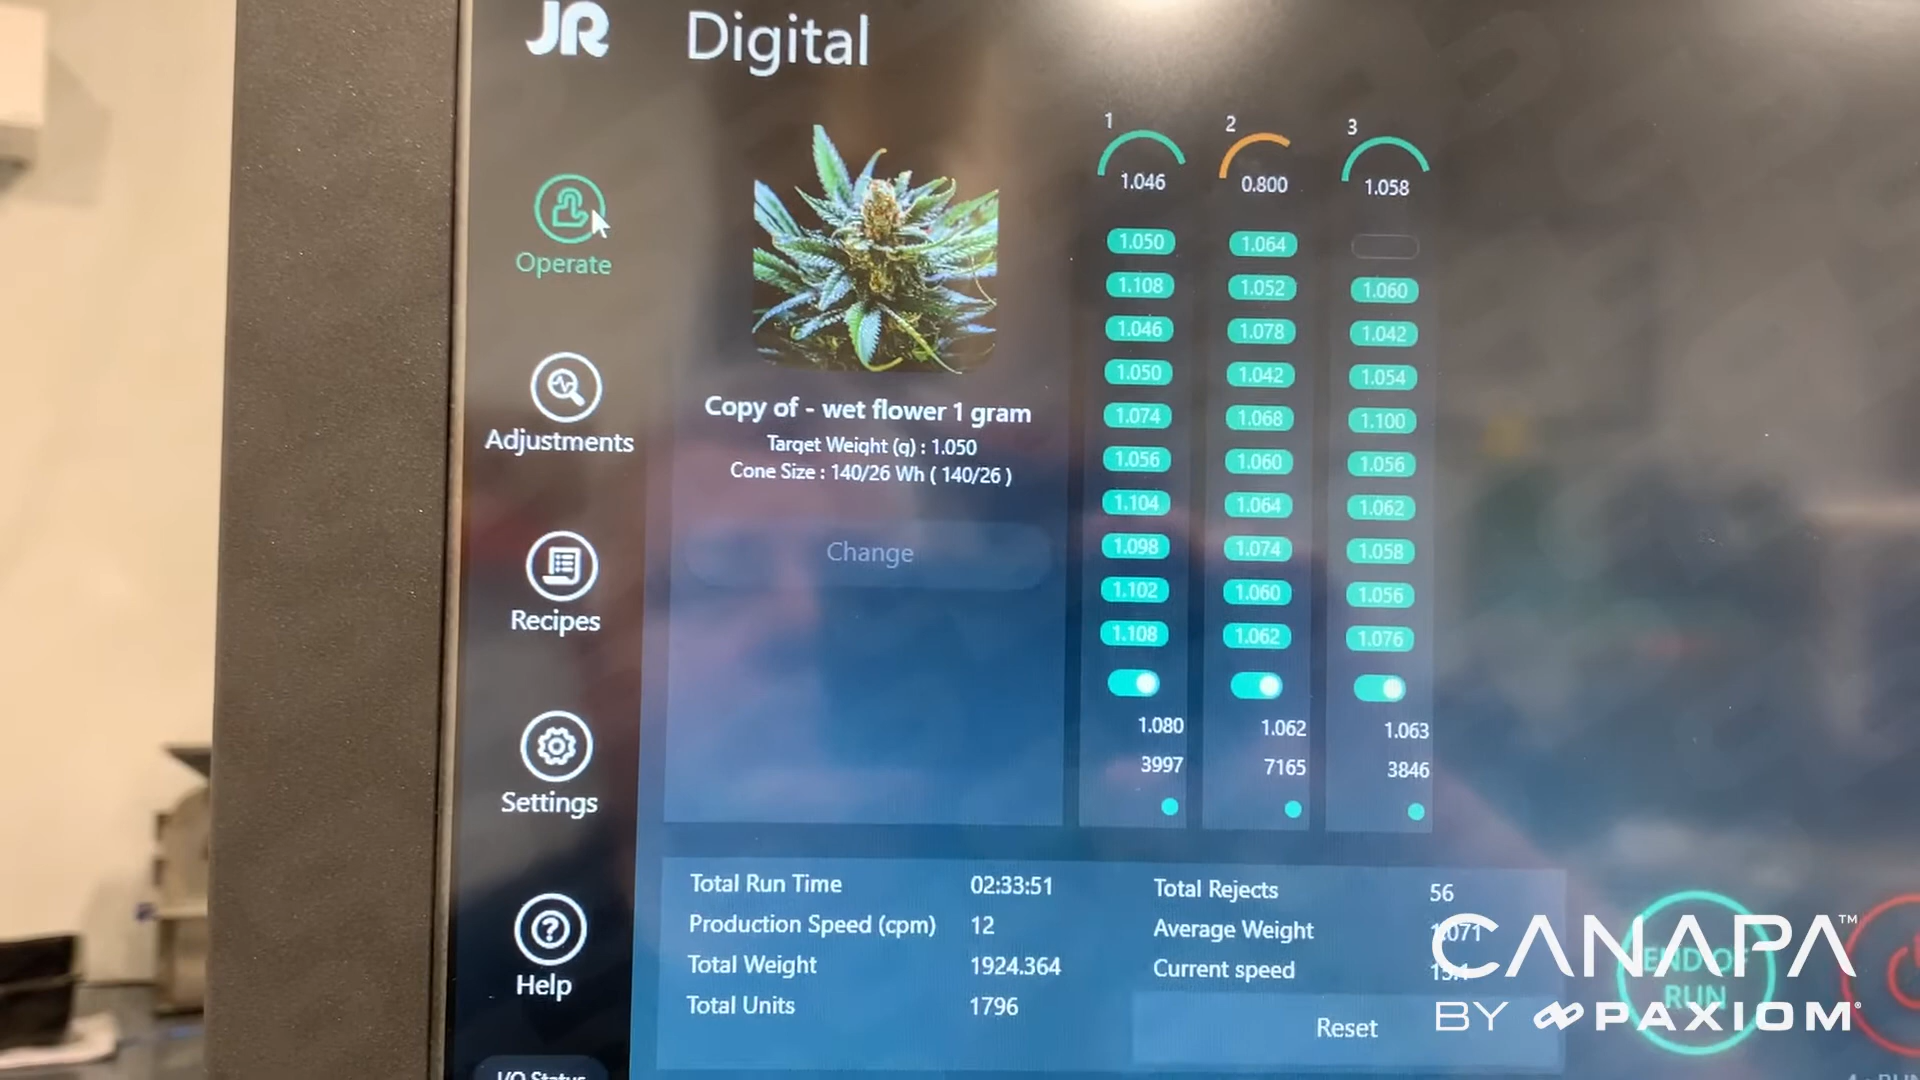 JR Digital
Operate
Adjustments
Recipes
Settings
Help
I/O Status
Copy of - wet flower 1 gram
Target Weight (g) : 1.050
Cone Size : 140/26 Wh ( 140/26 )
Change
1 2 3
1.046 0.800 1.058
1.050 1.064
1.108 1.052 1.060
1.046 1.078 1.042
1.050 1.042 1.054
1.074 1.068 1.100
1.056 1.060 1.056
1.104 1.064 1.062
1.098 1.074 1.058
1.102 1.060 1.056
1.108 1.062 1.076
1.080 1.062 1.063
3997 7165 3846
Total Run Time 02:33:51
Production Speed (cpm) 12
Total Weight 1924.364
Total Units 1796
Total Rejects 56
Average Weight 1.071
Current speed
Reset
END OF
RUN
CANAPA™
BY PAXIOM®